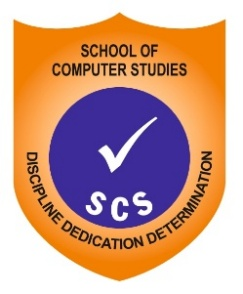 SCHOOL OF
COMPUTER STUDIES
SCS
DISCIPLINE DEDICATION DETERMINATION